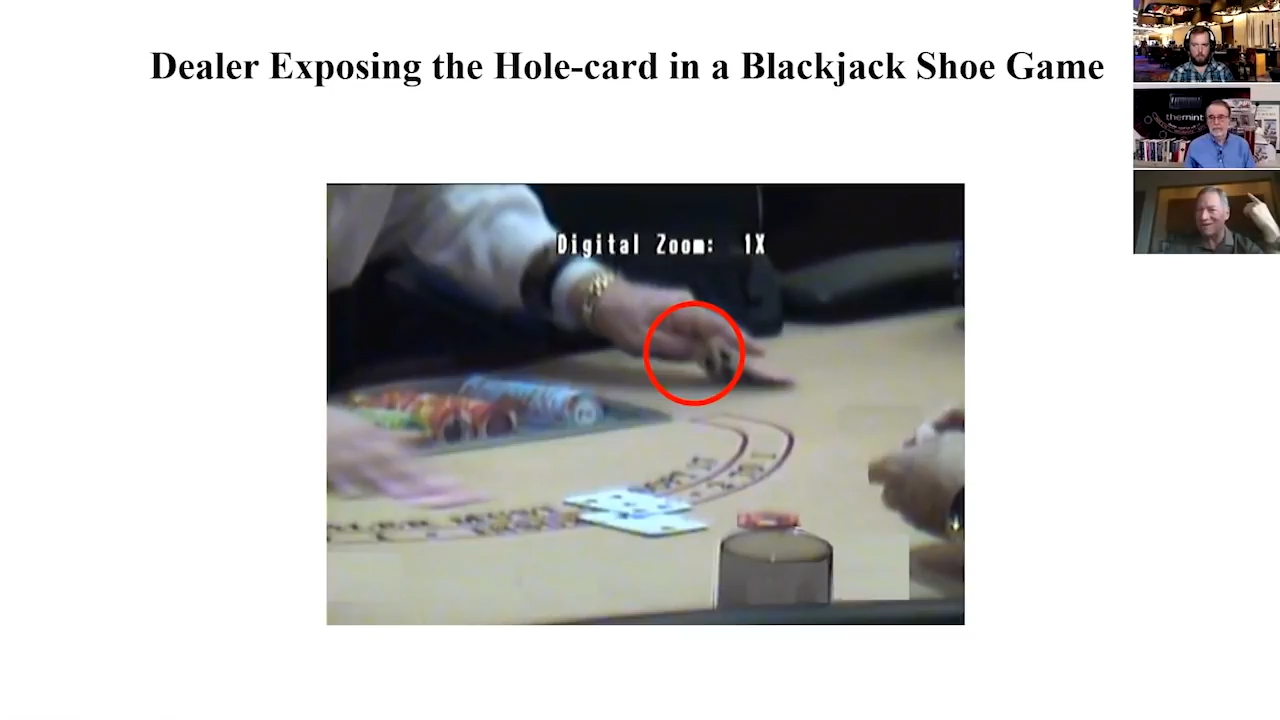 Dealer Exposing the Hole-card in a Blackjack Shoe Game
themint
Digital Zoom: 1X